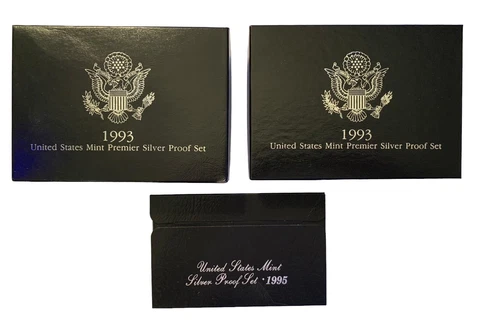 1993
United States Mint Premier Silver Proof Set
1993
United States Mint Premier Silver Proof Set
United States Mint
Silver Proof Set · 1995